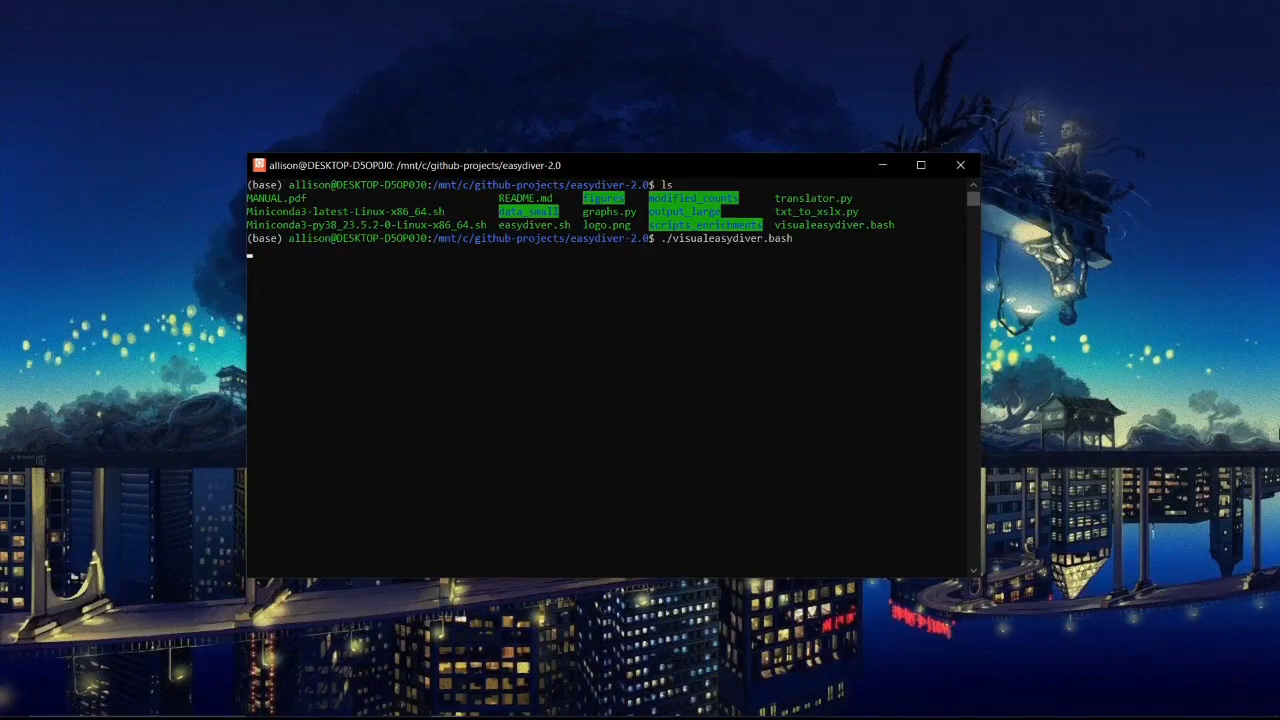 allison@DESKTOP-D5OP0J0: /mnt/c/github-projects/easydiver-2.0
(base) allison@DESKTOP-D5OP0J0:/mnt/c/github-projects/easydiver-2.0$ ls
MANUAL.pdf README.md figures modified_counts translator.py
Miniconda3-latest-Linux-x86_64.sh data_small graphs.py output_large txt_to_xslx.py
Miniconda3-py38_23.5.2-0-Linux-x86_64.sh easydiver.sh logo.png scripts_enrichments visualeasydiver.bash
(base) allison@DESKTOP-D5OP0J0:/mnt/c/github-projects/easydiver-2.0$ ./visualeasydiver.bash